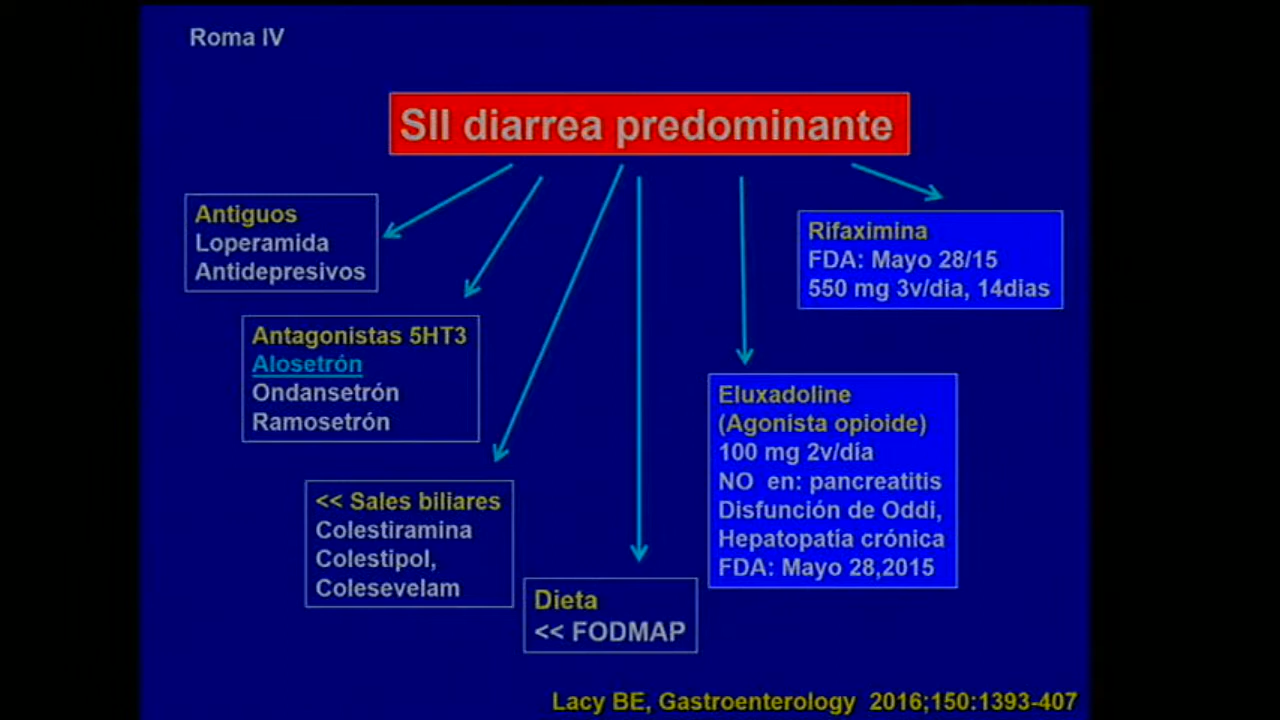 Roma IV
SII diarrea predominante
Antiguos
Loperamida
Antidepresivos
Rifaximina
FDA: Mayo 28/15
550 mg 3v/dia, 14dias
Antagonistas 5HT3
Alosetrón
Ondansetrón
Ramosetrón
Eluxadoline
(Agonista opioide)
100 mg 2v/día
NO en: pancreatitis
Disfunción de Oddi,
Hepatopatía crónica
FDA: Mayo 28,2015
<< Sales biliares
Colestiramina
Colestipol,
Colesevelam
Dieta
<< FODMAP
Lacy BE, Gastroenterology 2016;150:1393-407